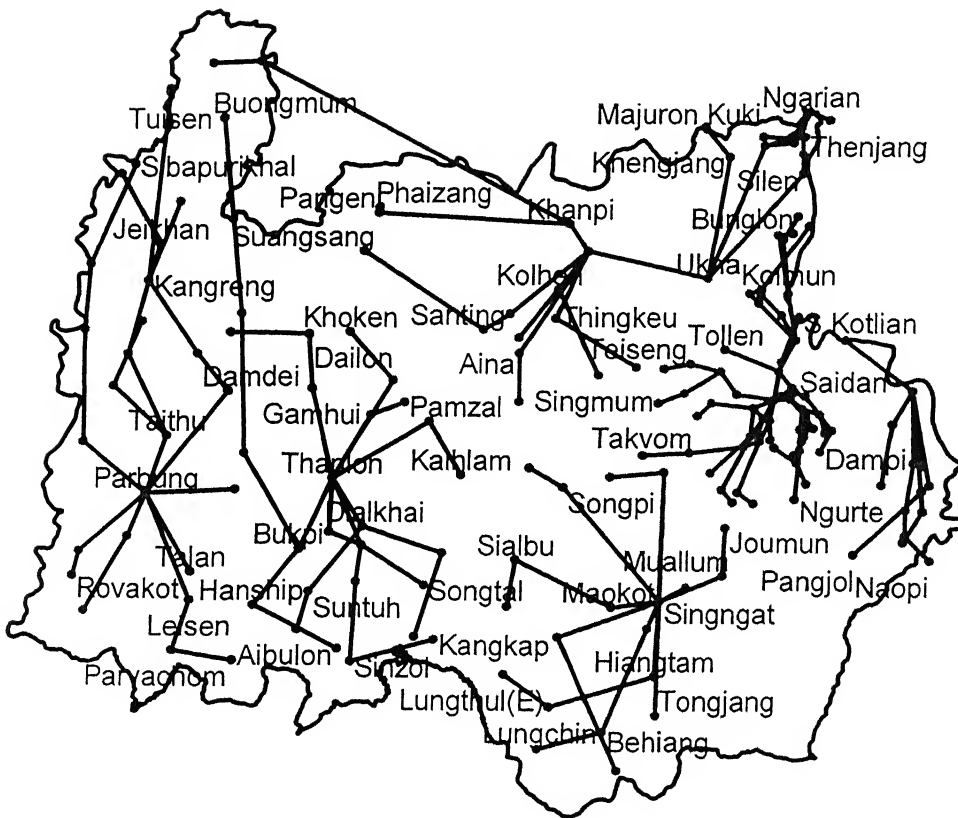 Ngarian
Buongmum
Majuron Kuki
Tuisen
Thenjang
Sibapurikhal
Khengjang
Silen
Pangen
Phaizang
Khanpi
Bunglon
Jeikhan
Suangsang
Ukha
Kolhen
Kolmun
Kangreng
Khoken
Santing
Thingkeu
S Kotlian
Tollen
Dailon
Aina
Teiseng
Damdei
Saidan
Singmum
Gamhui
Pamzal
Taithu
Takvom
Thanlon
Kaihlam
Dampi
Parbung
Songpi
Dialkhai
Ngurte
Bukpi
Sialbu
Joumun
Talan
Muallum
Pangjol
Naopi
Rovakot
Hanship
Songtal
Maokot
Suntuh
Singngat
Leisen
Kangkap
Aibulon
Sinzol
Hiangtam
Parvachom
Lungthul(E)
Tongjang
Lungchin
Behiang